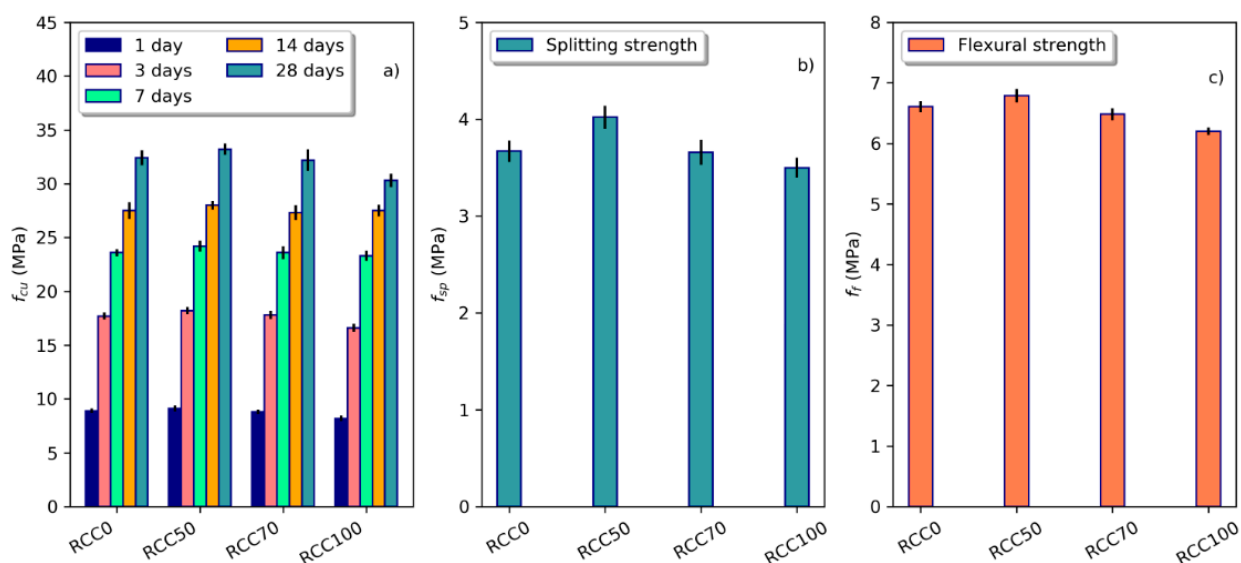 45
40
35
30
25
20
15
10
5
0
f_cu (MPa)
1 day
3 days
7 days
14 days
28 days
a)
RCC0
RCC50
RCC70
RCC100
5
4
3
2
1
0
f_sp (MPa)
Splitting strength
b)
RCC0
RCC50
RCC70
RCC100
8
7
6
5
4
3
2
1
0
f_f (MPa)
Flexural strength
c)
RCC0
RCC50
RCC70
RCC100